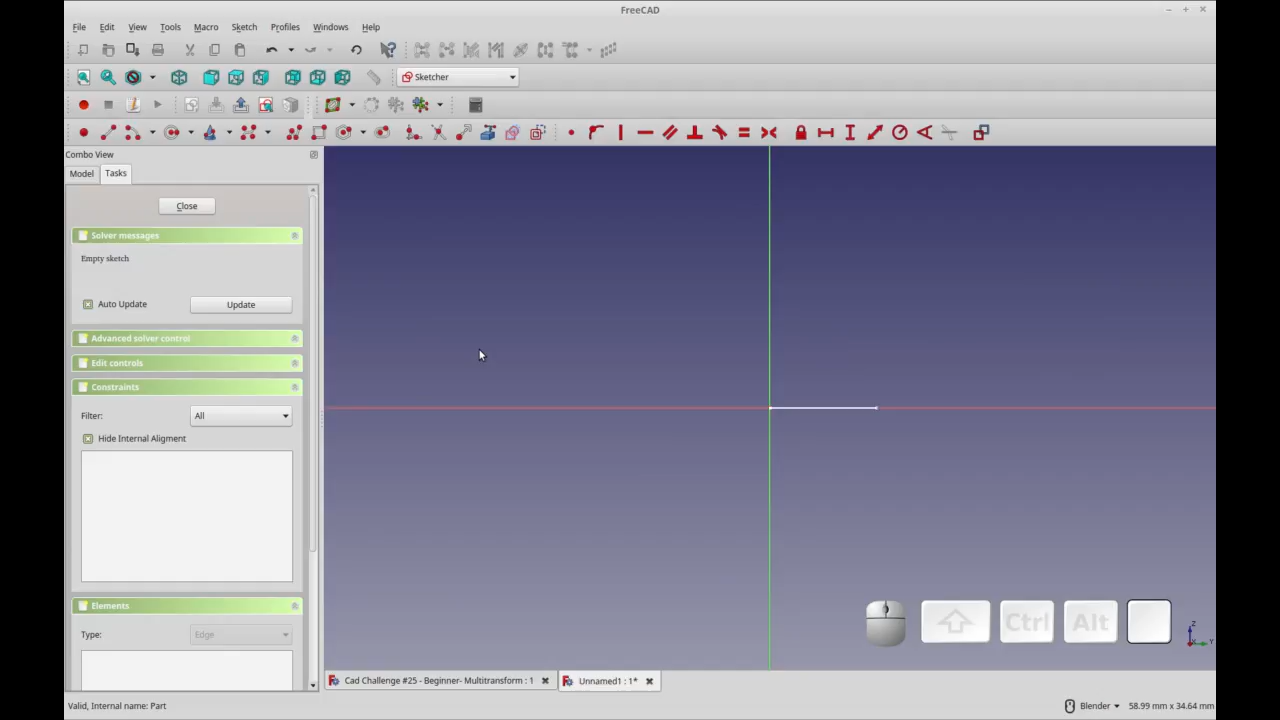 FreeCAD
File Edit View Tools Macro Sketch Profiles Windows Help
Sketcher
Combo View
Model Tasks
Close
Solver messages
Empty sketch
Auto Update Update
Advanced solver control
Edit controls
Constraints
Filter: All
Hide Internal Aligment
Elements
Type: Edge
Ctrl Alt
Z
X Y
Cad Challenge #25 - Beginner- Multitransform : 1 Unnamed1 : 1*
Valid, Internal name: Part Blender 58.99 mm x 34.64 mm